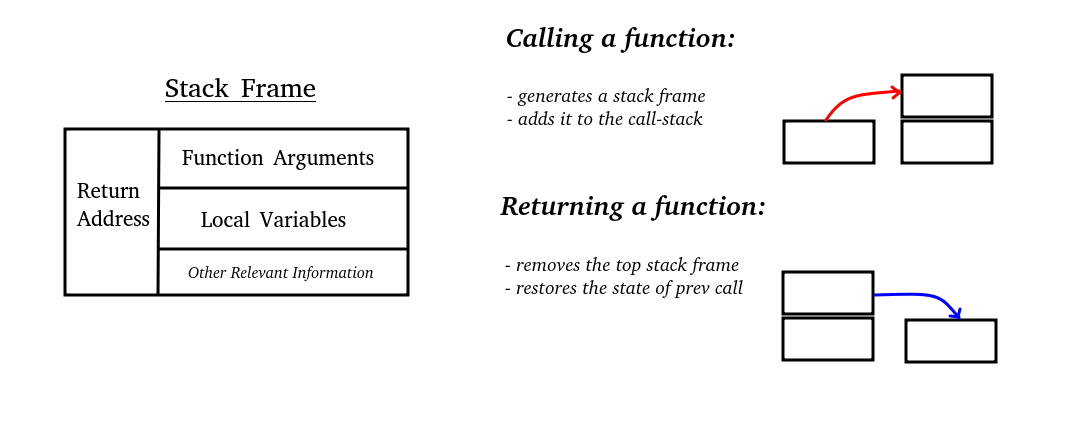 Stack Frame
Return
Address
Function Arguments
Local Variables
Other Relevant Information
Calling a function:
- generates a stack frame
- adds it to the call-stack
Returning a function:
- removes the top stack frame
- restores the state of prev call